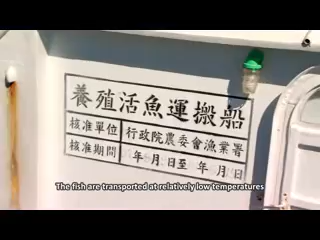 養殖活魚運搬船
核准單位 行政院農委會漁業署
核准期間 年 月 日至 年 月
The fish are transported at relatively low temperatures